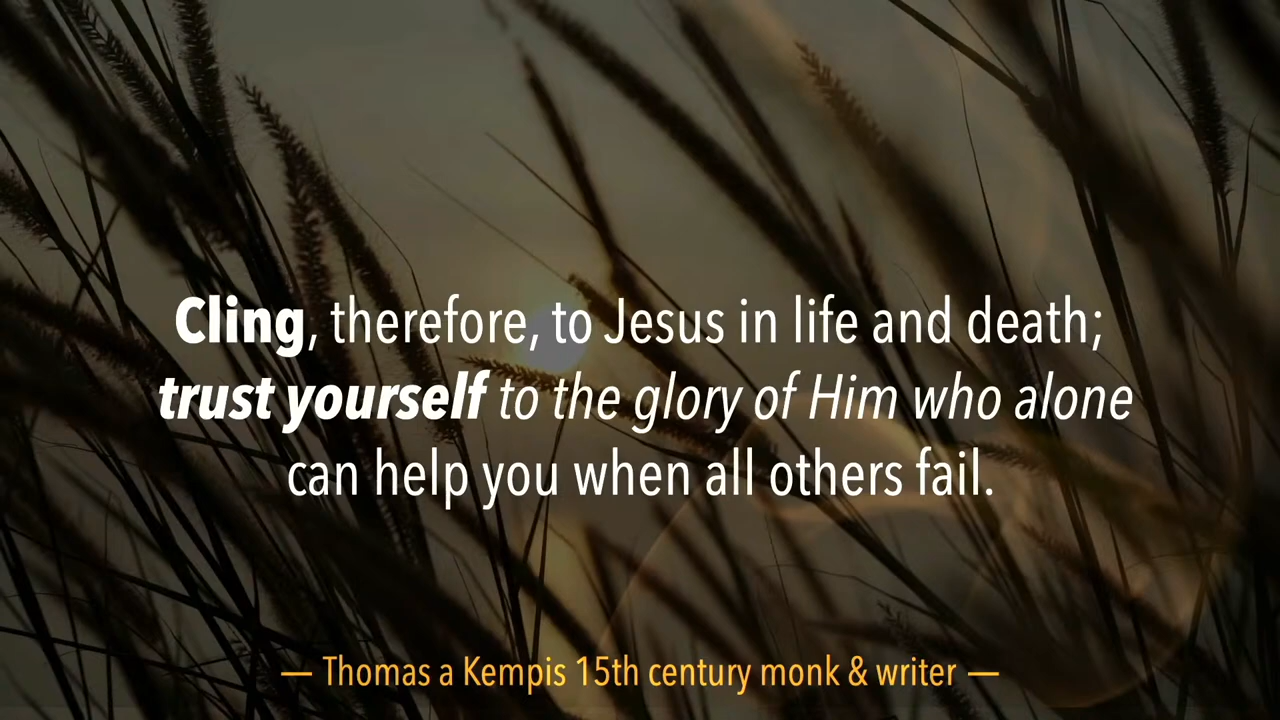 Cling, therefore, to Jesus in life and death;
trust yourself to the glory of Him who alone
can help you when all others fail.
— Thomas a Kempis 15th century monk & writer —